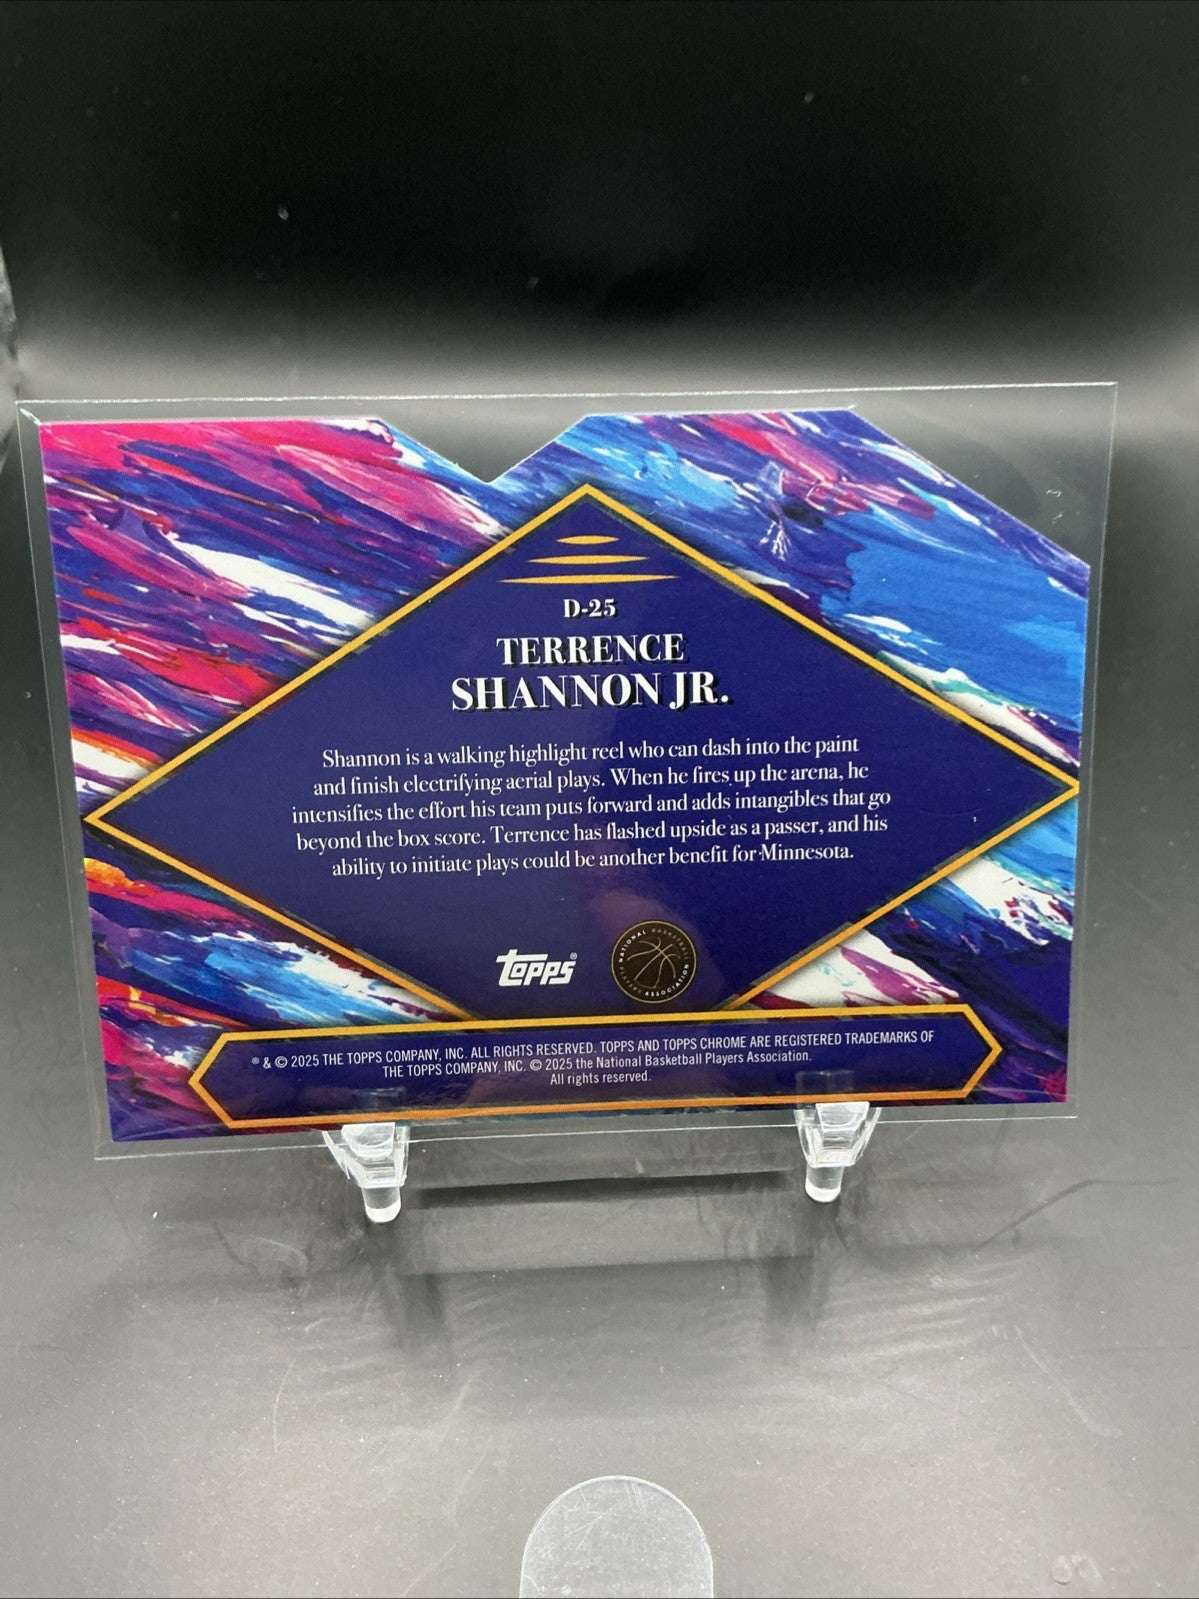 D-25
TERRENCE
SHANNON JR.
Shannon is a walking highlight reel who can dash into the paint
and finish electrifying aerial plays. When he fires up the arena, he
intensifies the effort his team puts forward and adds intangibles that go
beyond the box score. Terrence has flashed upside as a passer, and his
ability to initiate plays could be another benefit for Minnesota.
topps®
NATIONAL BASKETBALL
PLAYERS ASSOCIATION
® & © 2025 THE TOPPS COMPANY, INC. ALL RIGHTS RESERVED. TOPPS AND TOPPS CHROME ARE REGISTERED TRADEMARKS OF
THE TOPPS COMPANY, INC. © 2025 the National Basketball Players Association.
All rights reserved.